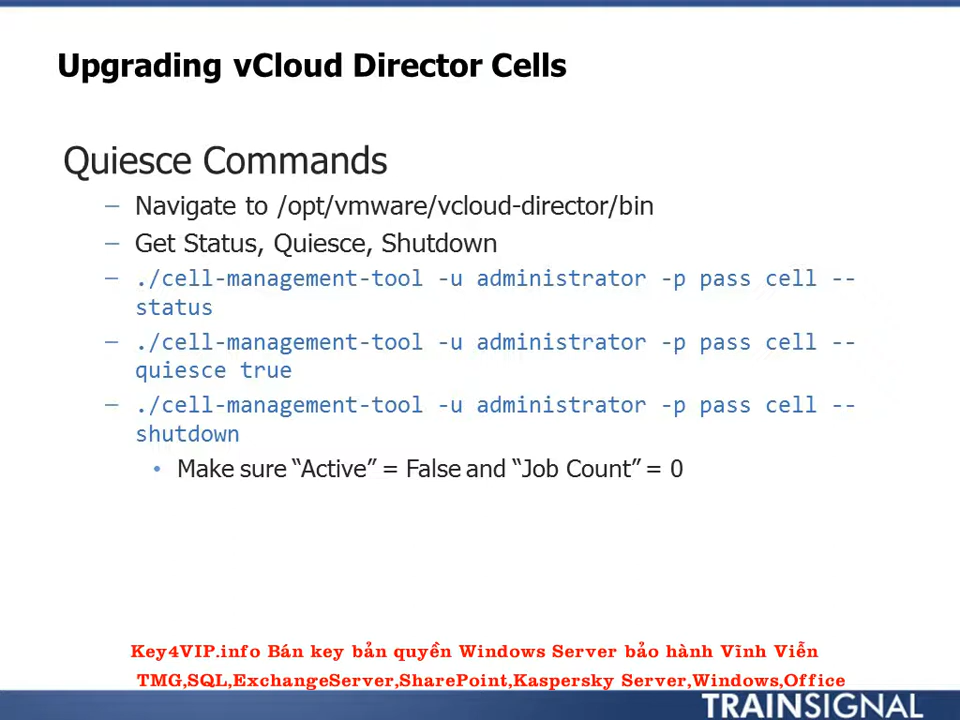 Upgrading vCloud Director Cells
Quiesce Commands
– Navigate to /opt/vmware/vcloud-director/bin
– Get Status, Quiesce, Shutdown
– ./cell-management-tool -u administrator -p pass cell --
status
– ./cell-management-tool -u administrator -p pass cell --
quiesce true
– ./cell-management-tool -u administrator -p pass cell --
shutdown
• Make sure “Active” = False and “Job Count” = 0
Key4VIP.info Bán key bản quyền Windows Server bảo hành Vĩnh Viễn
TMG,SQL,ExchangeServer,SharePoint,Kaspersky Server,Windows,Office
TRAINSIGNAL